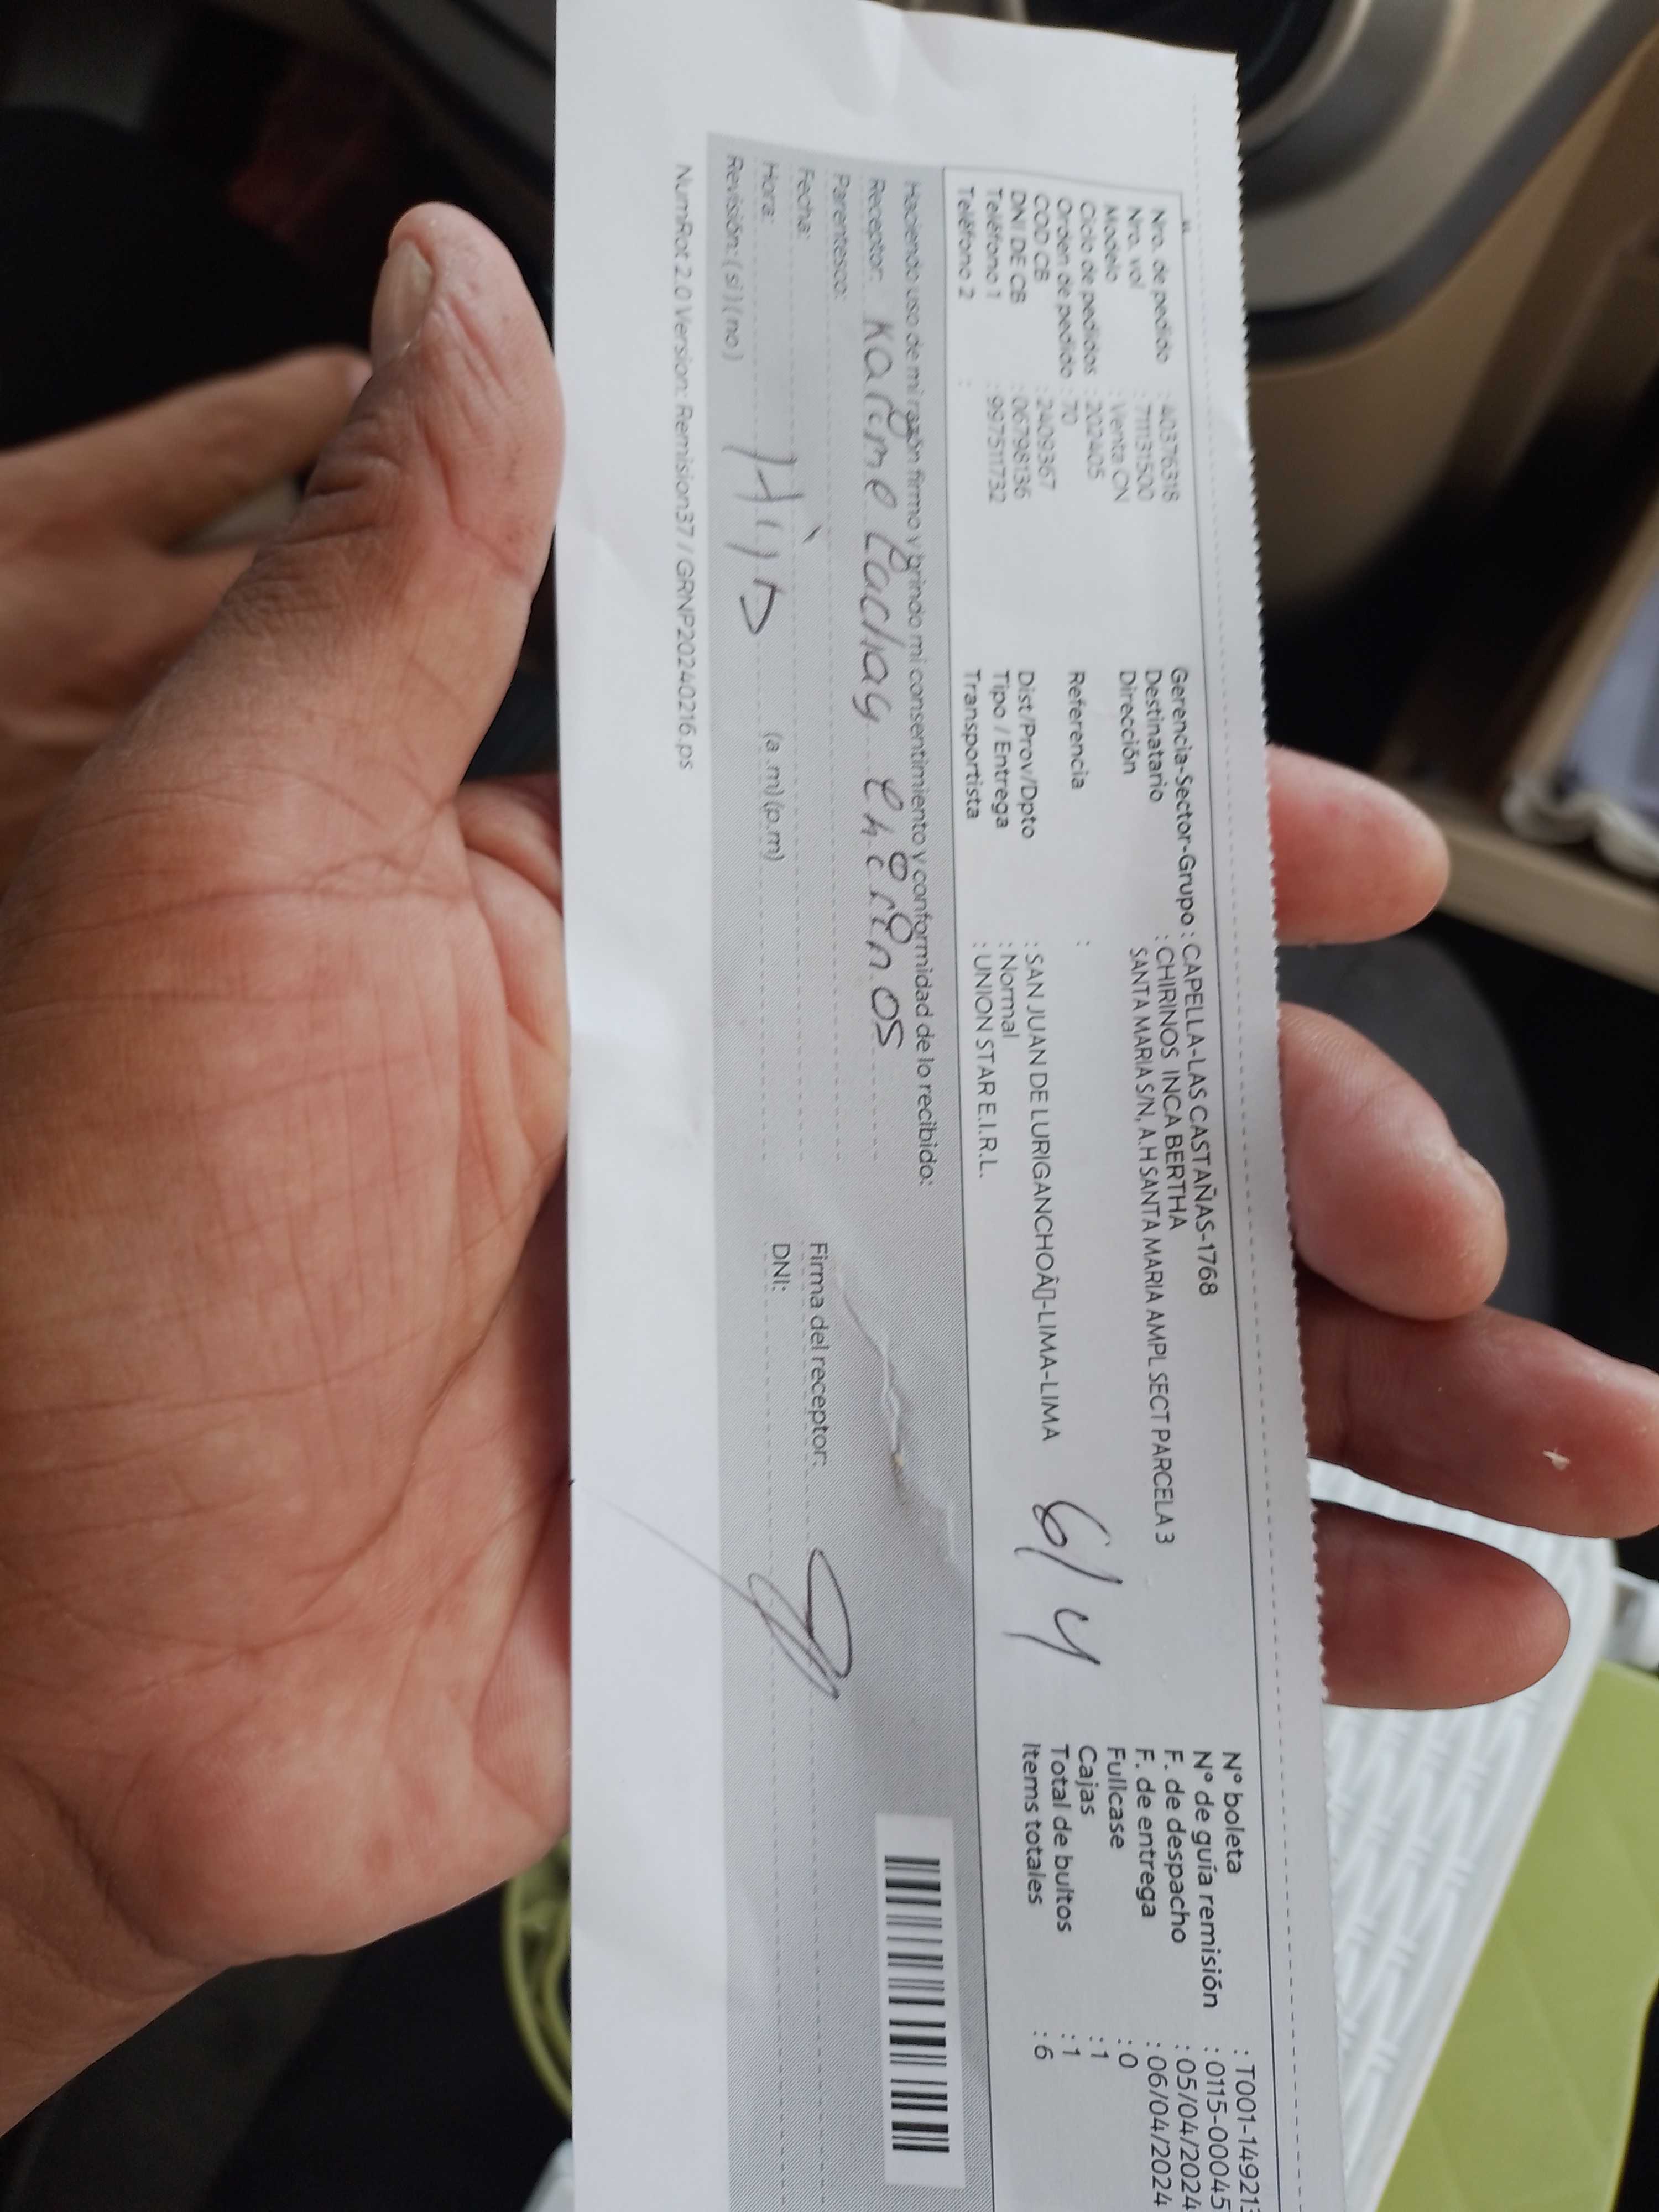 Nro. de pedido : 40376318
Nro. vol : 711131500
Modelo : Venta CN
Ciclo de pedidos : 202405
Orden de pedido : 70
COD CB : 2409367
DNI DE CB : 06798136
Teléfono 1 : 997511732
Teléfono 2 :
Gerencia-Sector-Grupo : CAPELLA-LAS CASTAÑAS-1768
Destinatario : CHIRINOS INCA BERTHA
Dirección SANTA MARIA S/N, A.H SANTA MARIA AMPL SECT PARCELA 3
Referencia :
Dist/Prov/Dpto : SAN JUAN DE LURIGANCHOÂ▯-LIMA-LIMA
Tipo / Entrega : Normal
Transportista : UNION STAR E.I.R.L.
6/4
N° boleta : T001-14921
N° de guía remisión : 0115-00045
F. de despacho : 05/04/2024
F. de entrega : 06/04/2024
Fullcase : 0
Cajas : 1
Total de bultos : 1
Items totales : 6
Haciendo uso de mi razón firmo y brindo mi consentimiento y conformidad de lo recibido:
Receptor: Karime Cachay Chirinos
Parentesco:
Fecha:
Hora: (a.m) (p.m)
Revisión: (si) (no)
Firma del receptor:
DNI:
NumRot 2.0 Version: Remision37 / GRNP20240216.ps